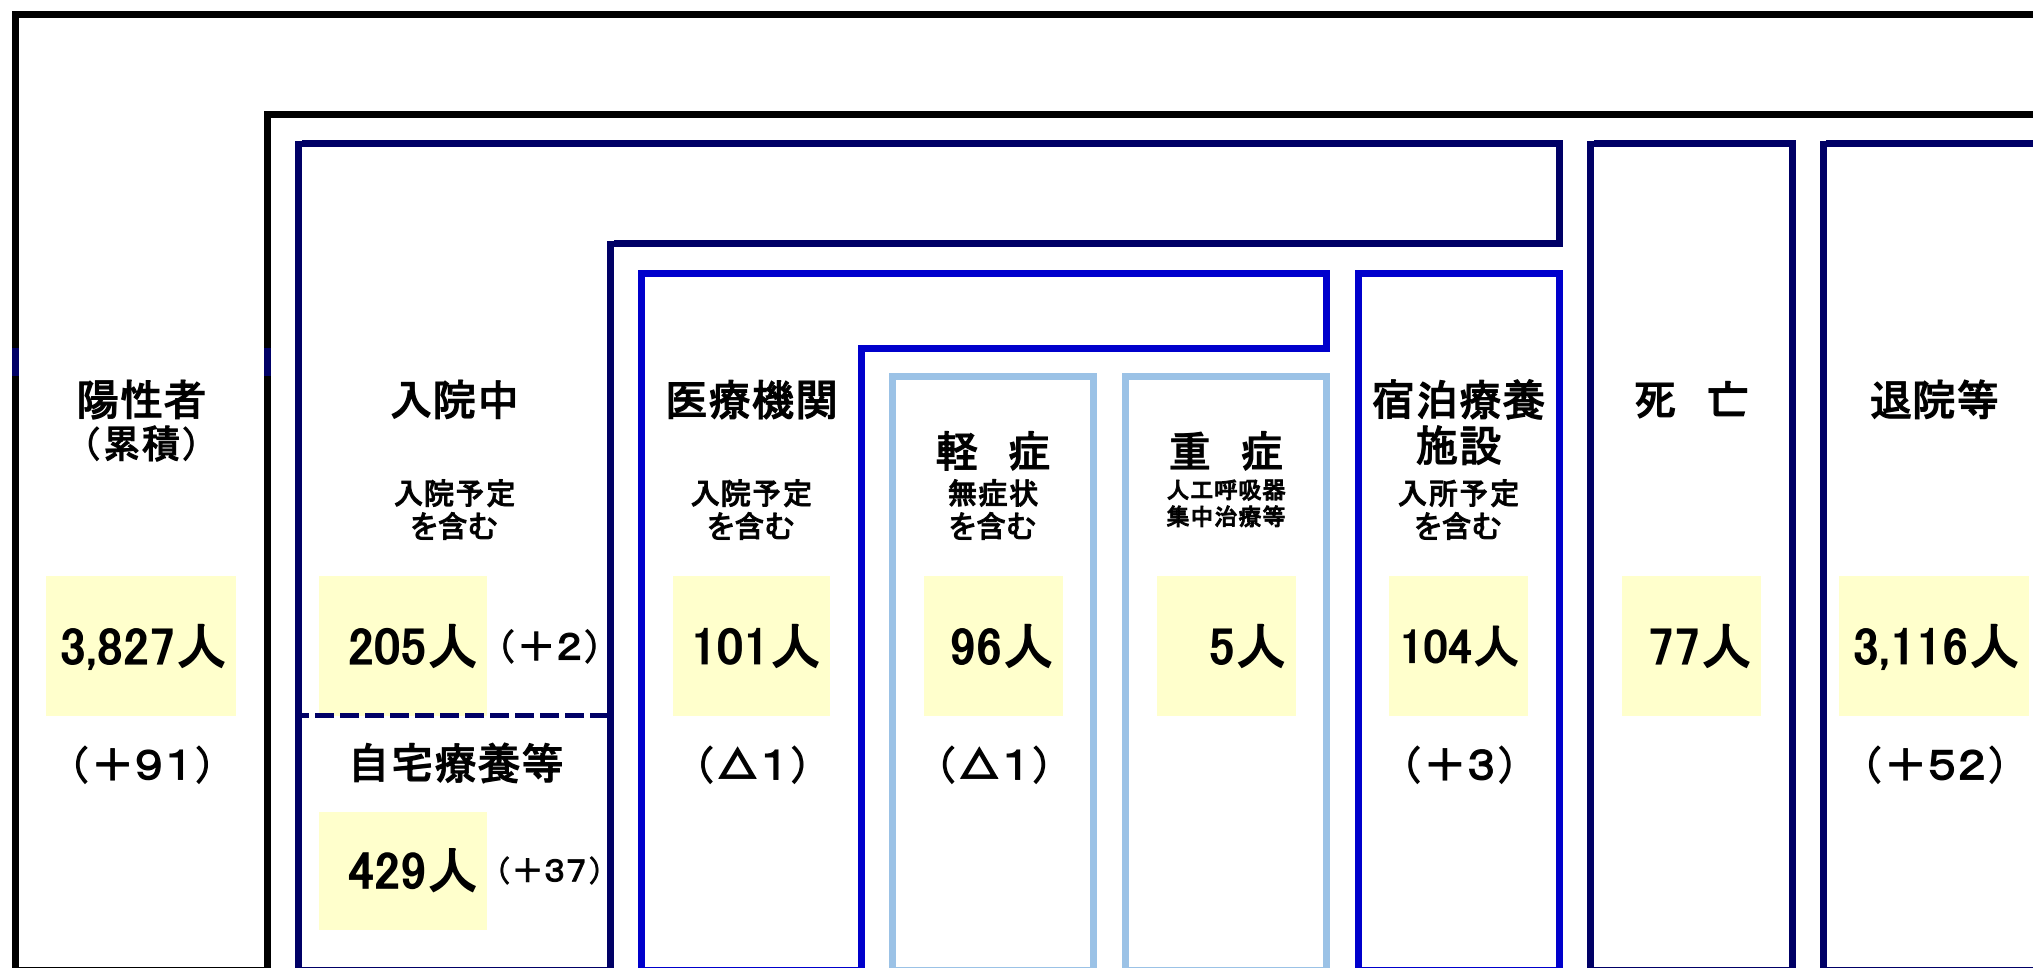 陽性者
（累積）
3,827人
（＋91）
入院中
入院予定
を含む
205人（＋2）
自宅療養等
429人（＋37）
医療機関
入院予定
を含む
101人
（△1）
軽　症
無症状
を含む
96人
（△1）
重　症
人工呼吸器
集中治療等
5人
宿泊療養
施設
入所予定
を含む
104人
（＋3）
死　亡
77人
退院等
3,116人
（＋52）